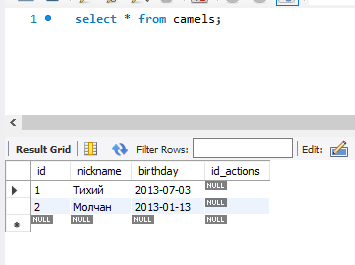 1 select * from camels;
Result Grid Filter Rows: Edit:
id nickname birthday id_actions
1 Тихий 2013-07-03 NULL
2 Молчан 2013-01-13 NULL
NULL NULL NULL NULL